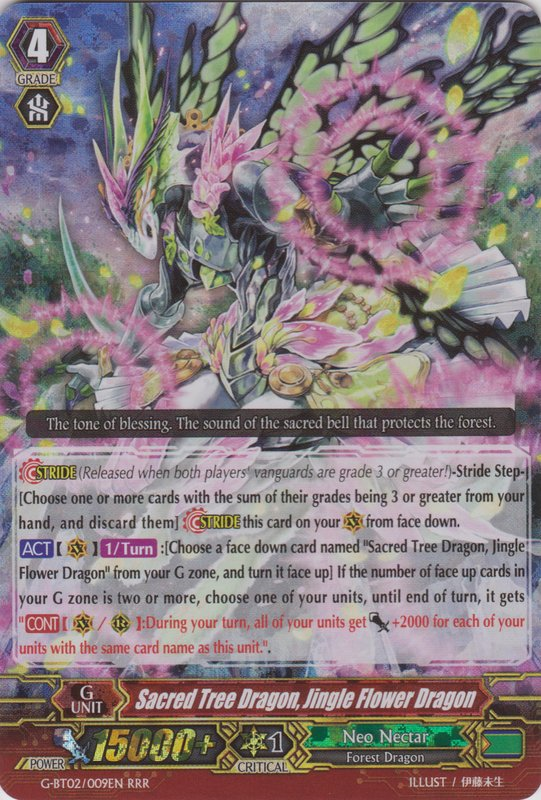 4
GRADE
The tone of blessing. The sound of the sacred bell that protects the forest.
STRIDE (Released when both players' vanguards are grade 3 or greater!)-Stride Step-
[Choose one or more cards with the sum of their grades being 3 or greater from your
hand, and discard them] STRIDE this card on your V from face down.
ACT【V】1/Turn :[Choose a face down card named "Sacred Tree Dragon, Jingle
Flower Dragon" from your G zone, and turn it face up] If the number of face up cards in
your G zone is two or more, choose one of your units, until end of turn, it gets
"CONT【V/R】:During your turn, all of your units get +2000 for each of your
units with the same card name as this unit.".
G
UNIT
Sacred Tree Dragon, Jingle Flower Dragon
POWER
15000+
1
CRITICAL
Neo Nectar
Forest Dragon
G-BT02/009EN RRR
ILLUST / 伊藤未生